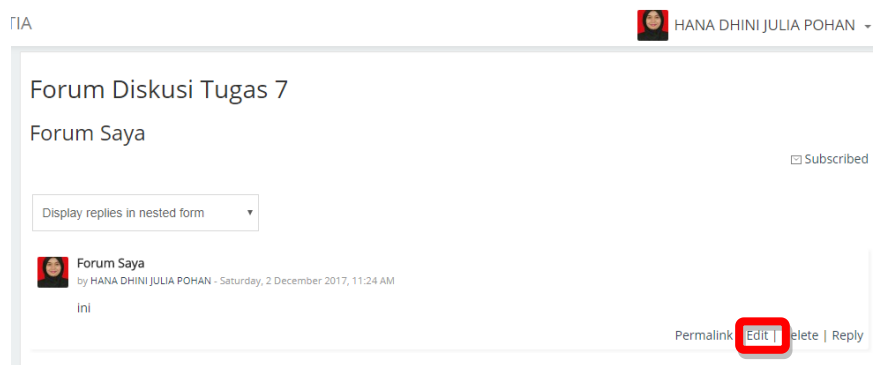 TIA
HANA DHINI JULIA POHAN
Forum Diskusi Tugas 7
Forum Saya
Subscribed
Display replies in nested form
Forum Saya
by HANA DHINI JULIA POHAN - Saturday, 2 December 2017, 11:24 AM
ini
Permalink Edit | elete | Reply